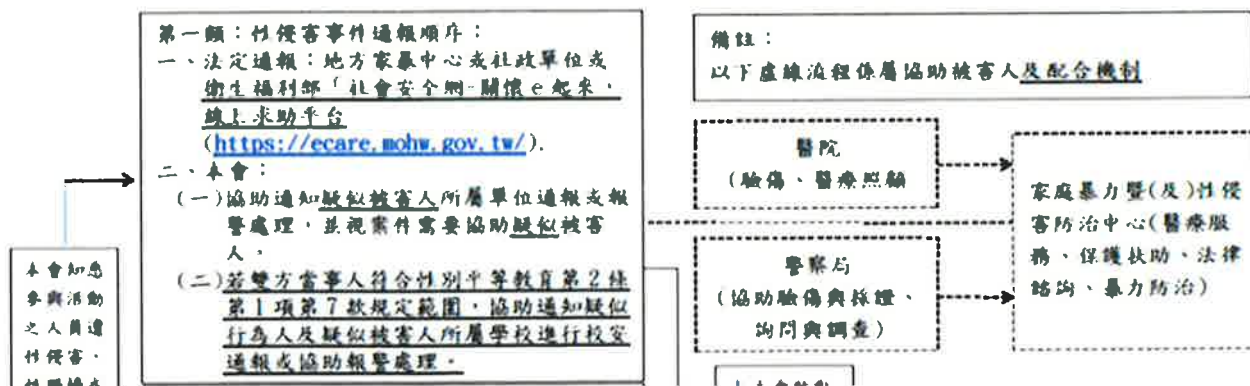 第一類：性侵害事件通報順序：
一、法定通報：地方家暴中心或社政單位或
衛生福利部「社會安全網-關懷e起來，
線上求助平台
(https://ecare.mohw.gov.tw/).
二、本會：
(一)協助通知疑似被害人所屬單位通報或報
警處理，並視案件需要協助疑似被害
人。
(二)若雙方當事人符合性別平等教育第2條
第1項第7款規定範圍，協助通知疑似
行為人及疑似被害人所屬學校進行校安
通報或協助報警處理。
備註：
以下虛線流程係屬協助被害人及配合機制
醫院
(驗傷、醫療照顧
警察局
(協助驗傷與採證、
詢問與調查)
家庭暴力暨(及)性侵
害防治中心(醫療服
務、保護扶助、法律
諮詢、暴力防治)
本會知悉
參與活動
之人員遭
性侵害、